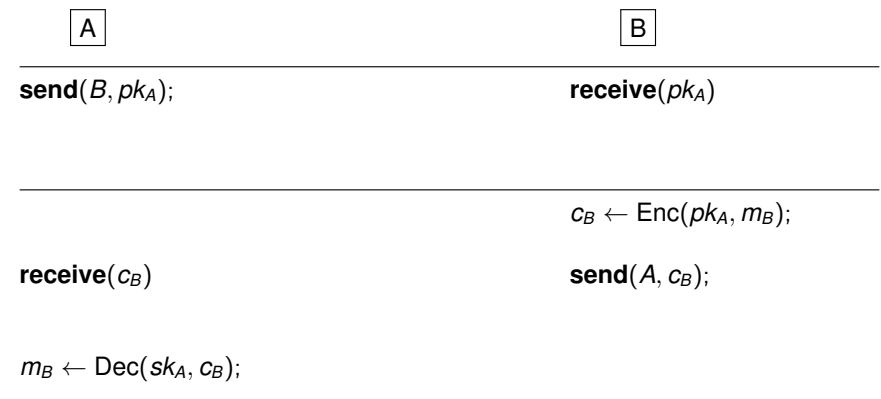 A B
send(B, pk_A); receive(pk_A)
c_B ← Enc(pk_A, m_B);
receive(c_B) send(A, c_B);
m_B ← Dec(sk_A, c_B);